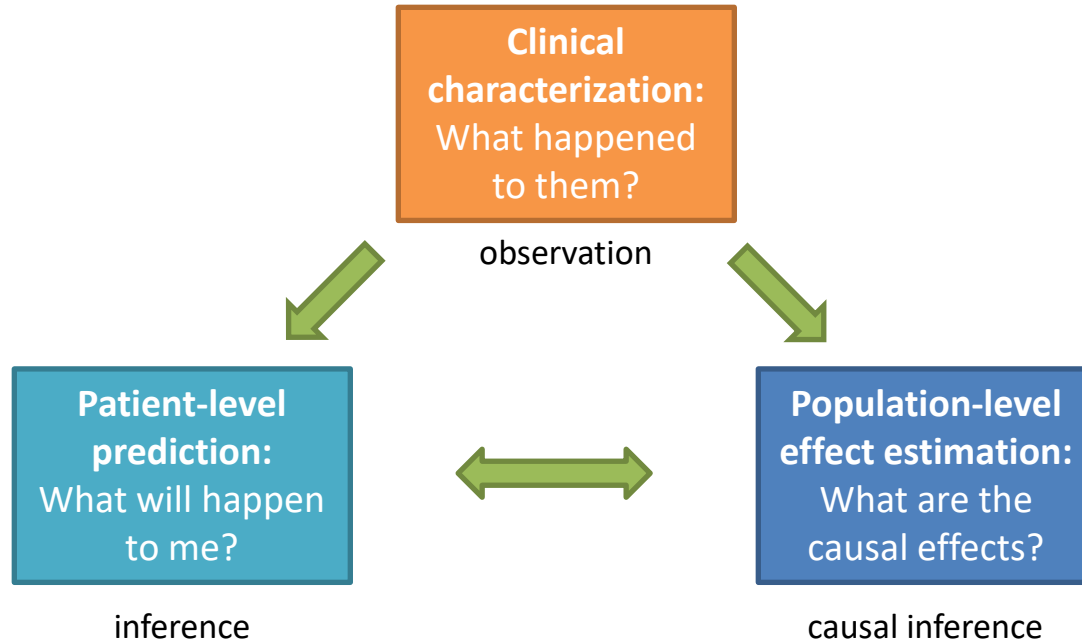 Clinical
characterization:
What happened
to them?
observation
Patient-level
prediction:
What will happen
to me?
inference
Population-level
effect estimation:
What are the
causal effects?
causal inference